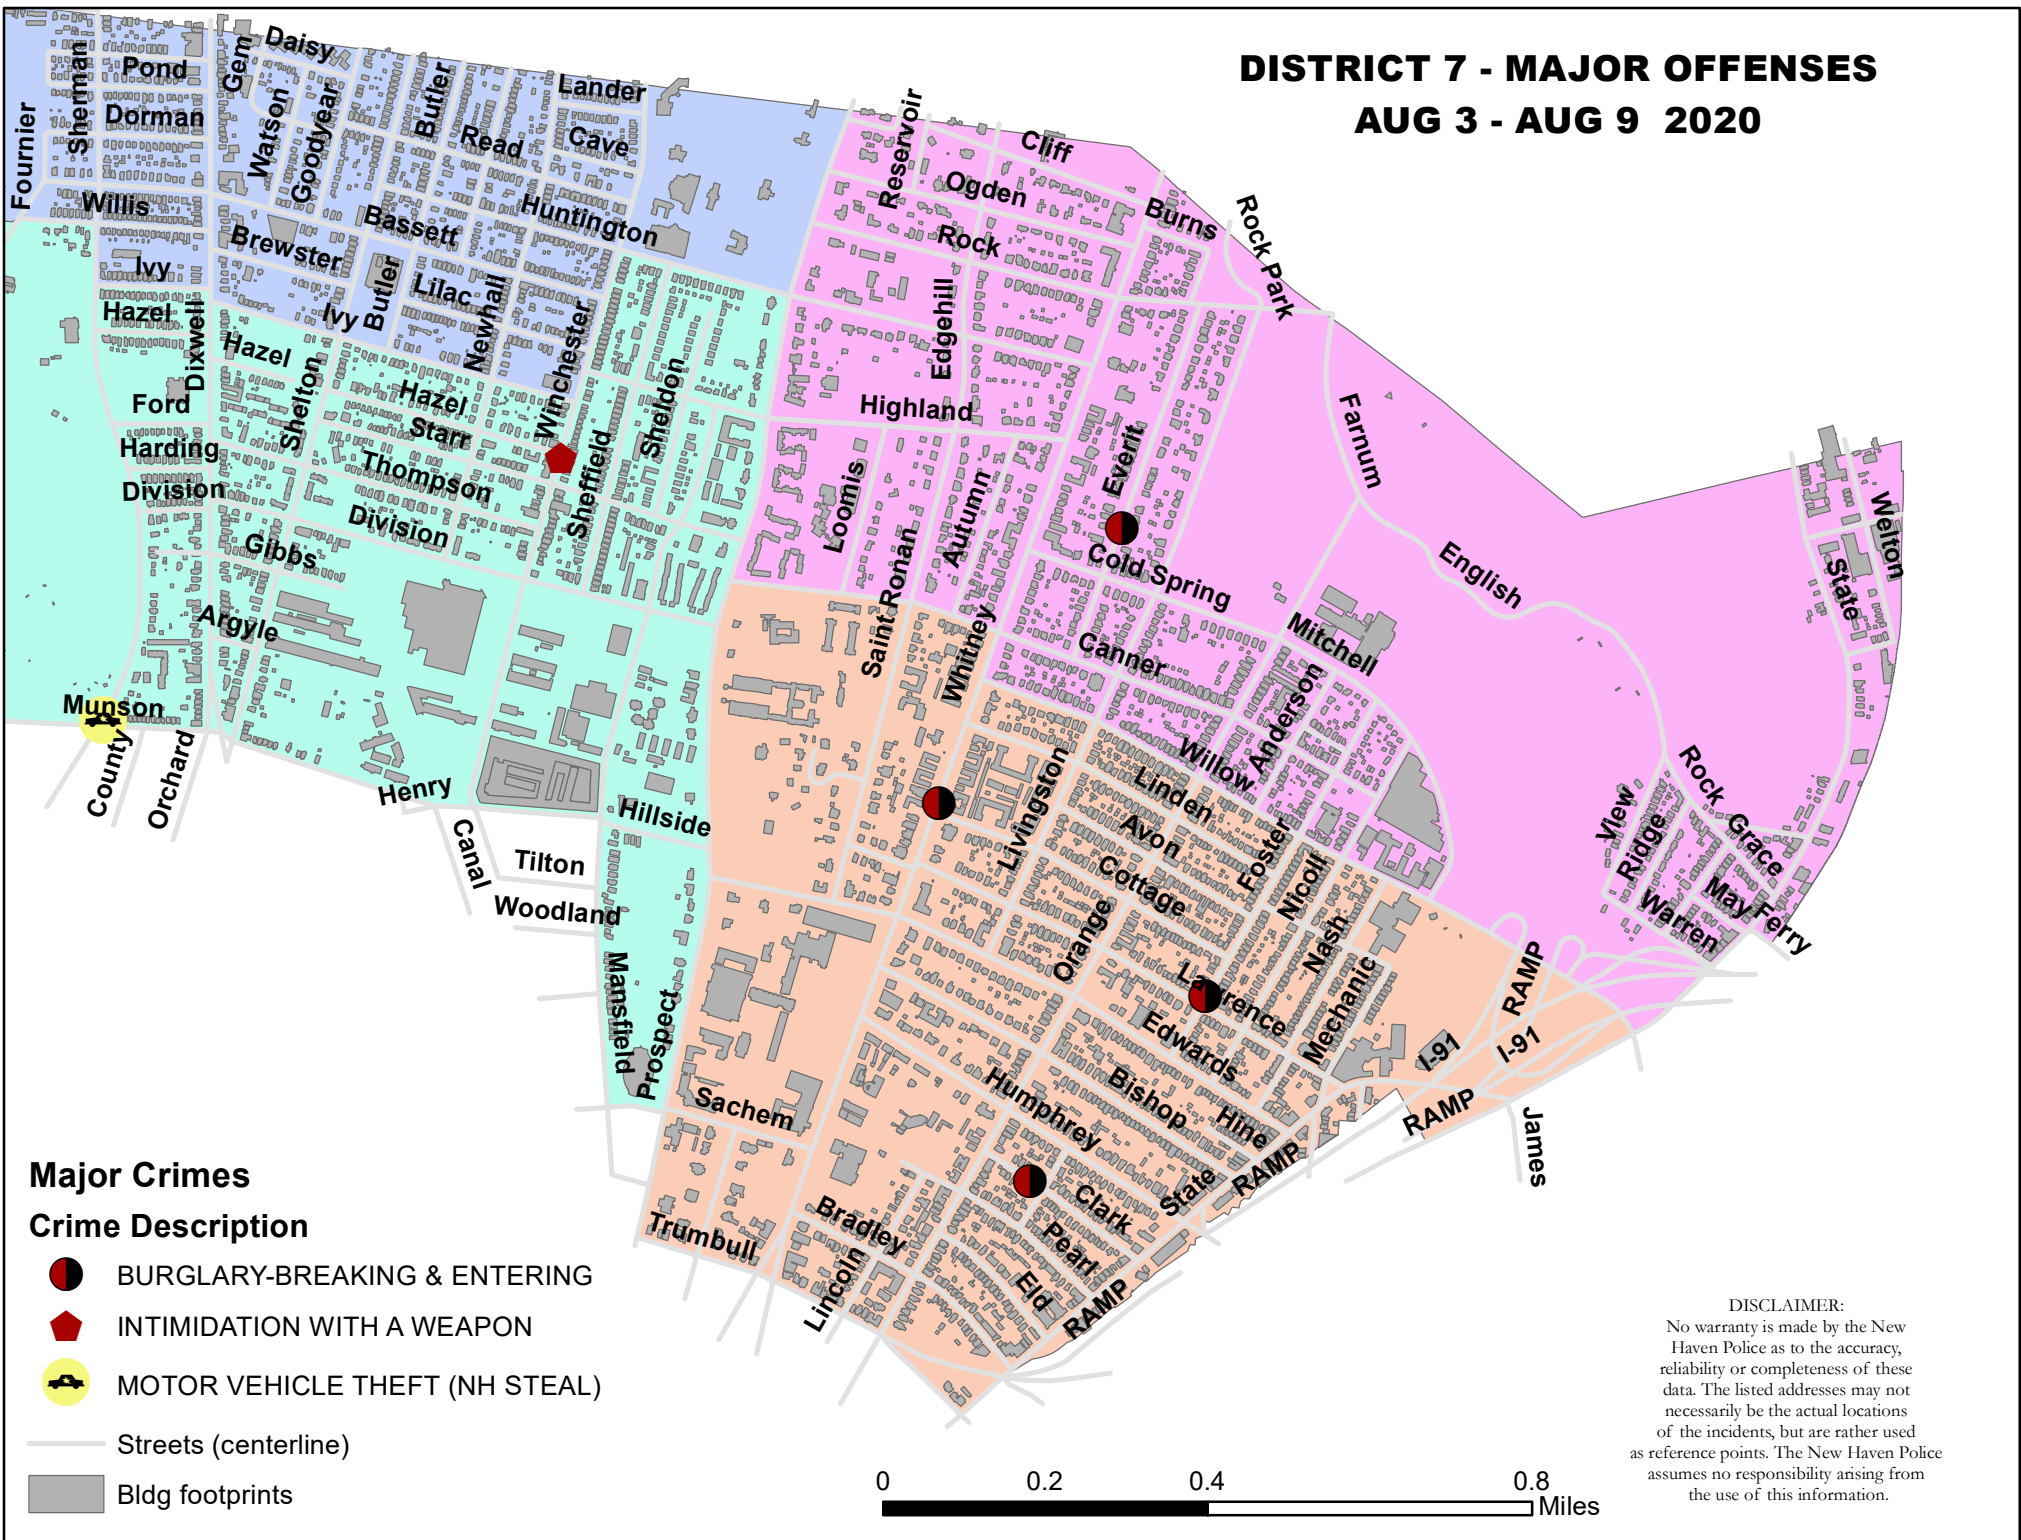 DISTRICT 7 - MAJOR OFFENSES
AUG 3 - AUG 9 2020
Fournier
Sherman
Pond
Dorman
Willis
Ivy
Hazel
Dixwell
Gem
Daisy
Watson
Goodyear
Butler
Read
Lander
Cave
Huntington
Bassett
Brewster
Ivy
Butler
Lilac
Newhall
Winchester
Hazel
Shelton
Hazel
Starr
Thompson
Division
Ford
Harding
Division
Gibbs
Argyle
Sheldon
Sheffield
Munson
County
Orchard
Henry
Canal
Tilton
Woodland
Hillside
Mansfield
Prospect
Reservoir
Cliff
Ogden
Rock
Burns
Rock Park
Edgehill
Highland
Everit
Loomis
Saint Ronan
Autumn
Whitney
Cold Spring
Canner
Mitchell
Anderson
Willow
Farnum
English
Welton
State
Livingston
Linden
Avon
Cottage
Foster
Nicoll
Nash
Orange
Lawrence
Mechanic
Edwards
Bishop
Hine
Humphrey
View
Ridge
Rock
Grace
May
Ferry
Warren
RAMP
I-91
I-91
RAMP
James
Sachem
Trumbull
Bradley
Lincoln
Clark
Pearl
Eld
State
RAMP
RAMP
Major Crimes
Crime Description
BURGLARY-BREAKING & ENTERING
INTIMIDATION WITH A WEAPON
MOTOR VEHICLE THEFT (NH STEAL)
Streets (centerline)
Bldg footprints
0 0.2 0.4 0.8
Miles
DISCLAIMER:
No warranty is made by the New
Haven Police as to the accuracy,
reliability or completeness of these
data. The listed addresses may not
necessarily be the actual locations
of the incidents, but are rather used
as reference points. The New Haven Police
assumes no responsibility arising from
the use of this information.